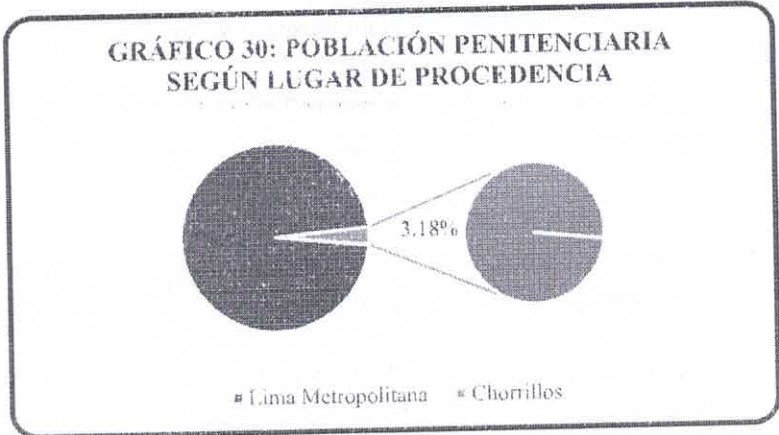 GRÁFICO 30: POBLACIÓN PENITENCIARIA
SEGÚN LUGAR DE PROCEDENCIA
3.18%
Lima Metropolitana Chorrillos